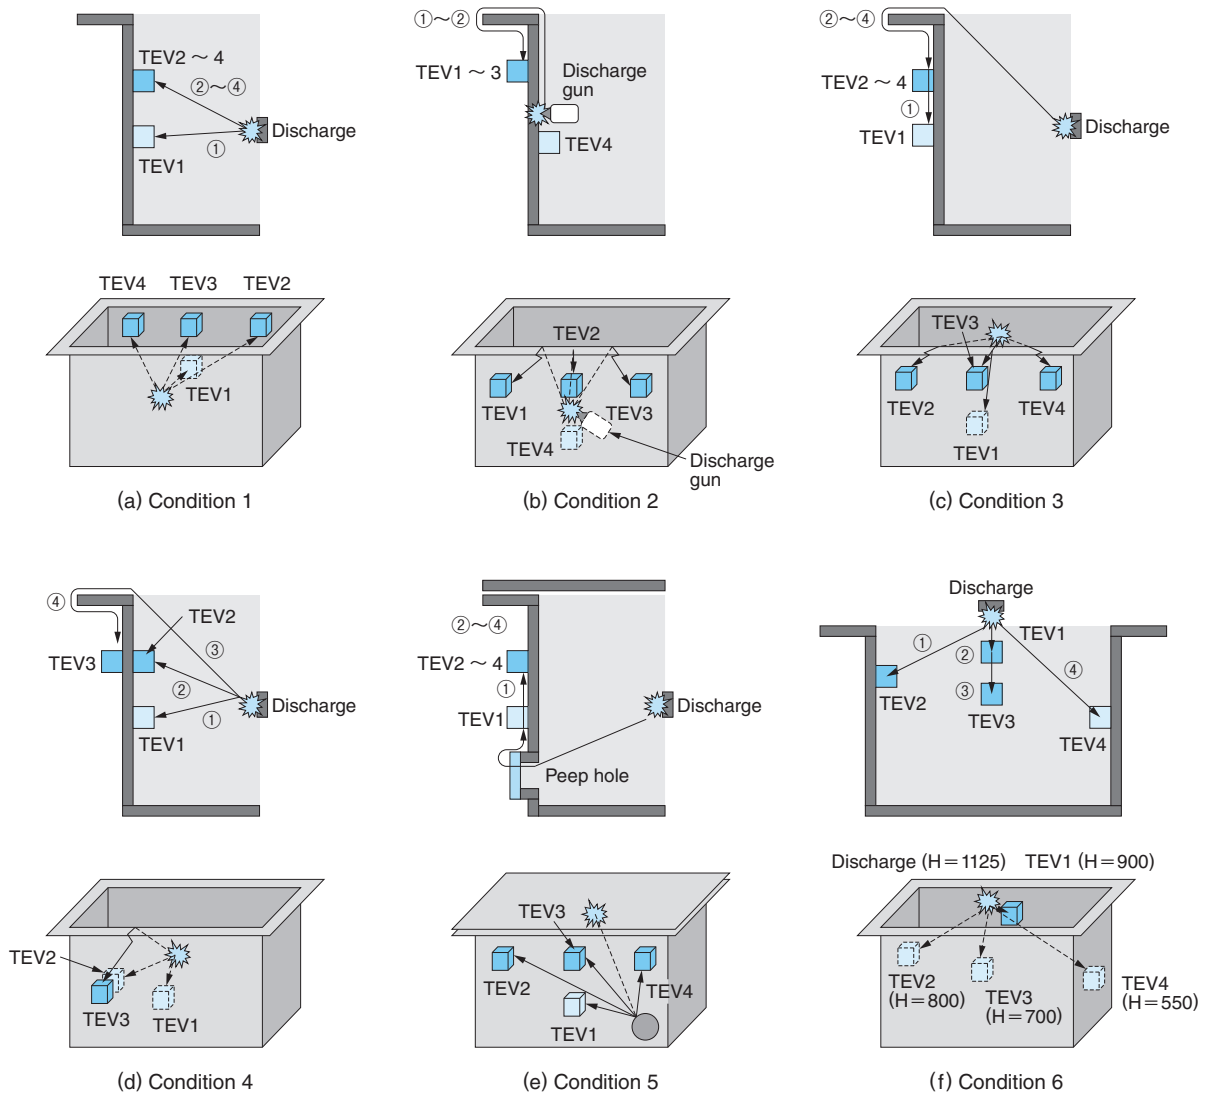 TEV2 ~ 4
②~④
Discharge
①
TEV1
TEV4 TEV3 TEV2
TEV1
(a) Condition 1
①~②
TEV1 ~ 3
Discharge
gun
TEV4
TEV2
TEV1
TEV3
TEV4
Discharge
gun
(b) Condition 2
②~④
TEV2 ~ 4
①
Discharge
TEV1
TEV3
TEV2
TEV4
TEV1
(c) Condition 3
④
TEV2
③
TEV3
②
Discharge
①
TEV1
TEV2
TEV3
TEV1
(d) Condition 4
②~④
TEV2 ~ 4
①
TEV1
Discharge
Peep hole
TEV3
TEV2
TEV4
TEV1
(e) Condition 5
Discharge
TEV1
①
②
④
TEV2
③
TEV3
TEV4
Discharge (H=1125) TEV1 (H=900)
TEV2
(H=800)
TEV3
(H=700)
TEV4
(H=550)
(f) Condition 6